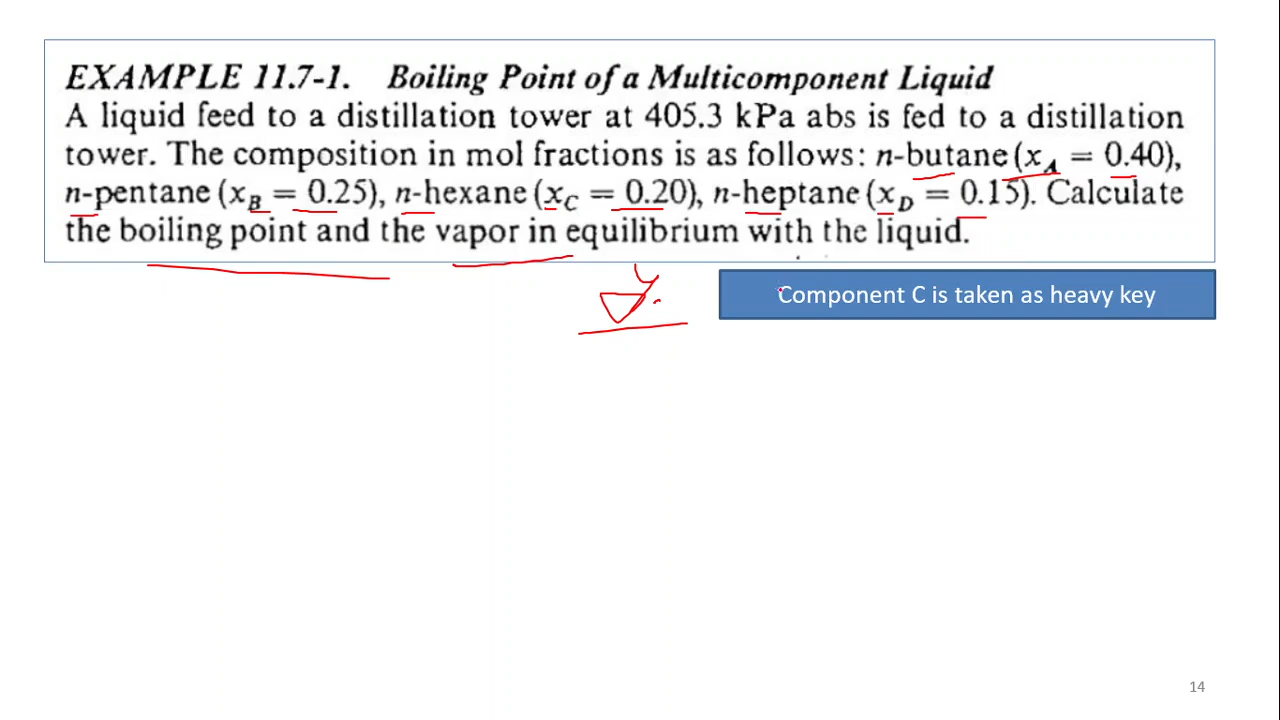 EXAMPLE 11.7-1. Boiling Point of a Multicomponent Liquid
A liquid feed to a distillation tower at 405.3 kPa abs is fed to a distillation
tower. The composition in mol fractions is as follows: n-butane (x_A = 0.40),
n-pentane (x_B = 0.25), n-hexane (x_C = 0.20), n-heptane (x_D = 0.15). Calculate
the boiling point and the vapor in equilibrium with the liquid.
y
Component C is taken as heavy key
14